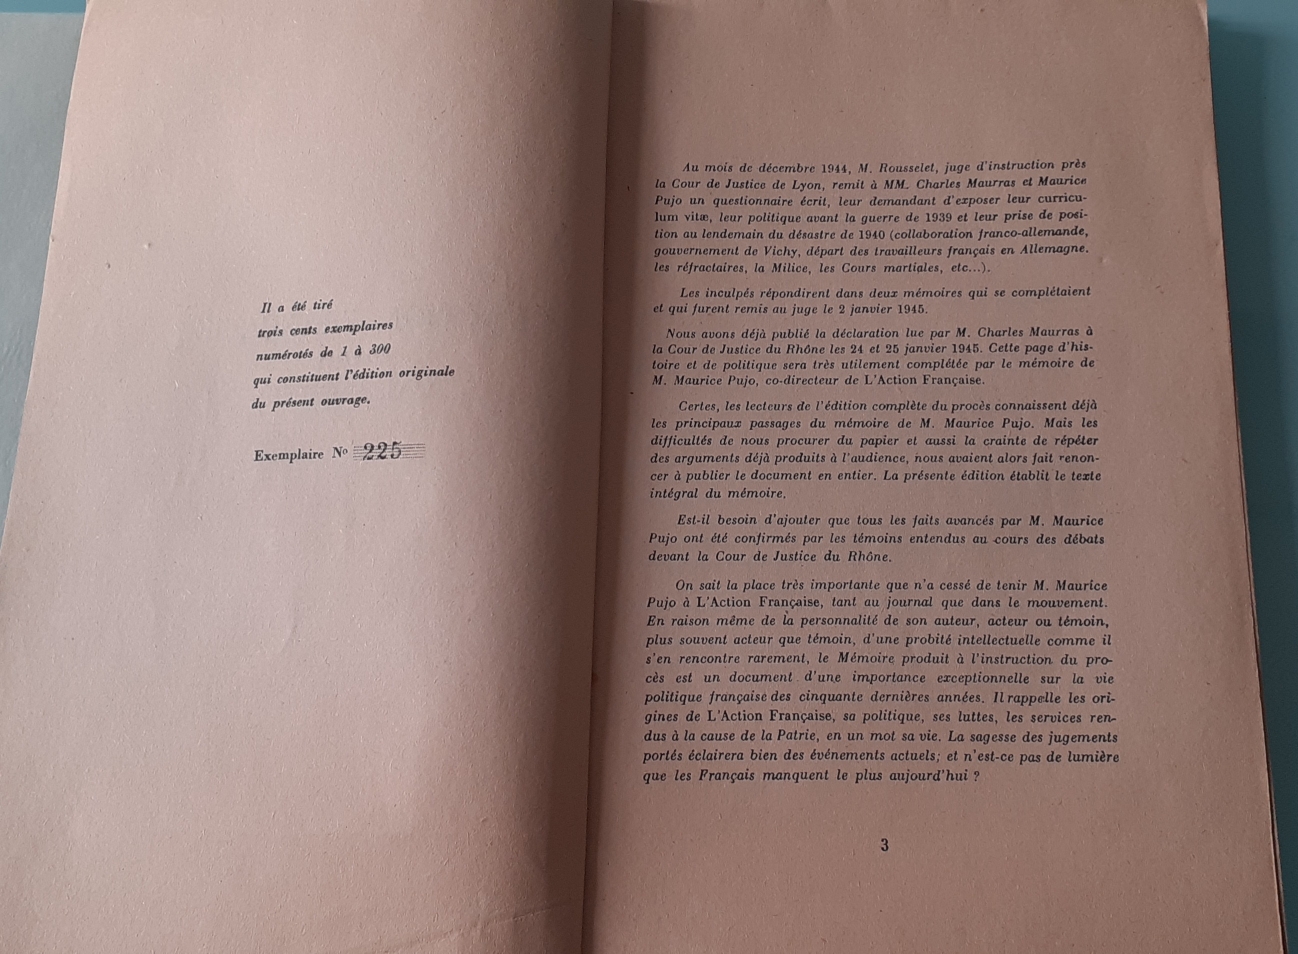 Il a été tiré
trois cents exemplaires
numérotés de 1 à 300
qui constituent l'édition originale
du présent ouvrage.
Exemplaire Nº 225
Au mois de décembre 1944, M. Rousselet, juge d'instruction près
la Cour de Justice de Lyon, remit à MM. Charles Maurras et Maurice
Pujo un questionnaire écrit, leur demandant d'exposer leur curricu-
lum vitæ, leur politique avant la guerre de 1939 et leur prise de posi-
tion au lendemain du désastre de 1940 (collaboration franco-allemande,
gouvernement de Vichy, départ des travailleurs français en Allemagne.
les réfractaires, la Milice, les Cours martiales, etc...).
Les inculpés répondirent dans deux mémoires qui se complétaient
et qui furent remis au juge le 2 janvier 1945.
Nous avons déjà publié la déclaration lue par M. Charles Maurras à
la Cour de Justice du Rhône les 24 et 25 janvier 1945. Cette page d'his-
toire et de politique sera très utilement complétée par le mémoire de
M. Maurice Pujo, co-directeur de L'Action Française.
Certes, les lecteurs de l'édition complète du procès connaissent déjà
les principaux passages du mémoire de M. Maurice Pujo. Mais les
difficultés de nous procurer du papier et aussi la crainte de répéter
des arguments déjà produits à l'audience, nous avaient alors fait renon-
cer à publier le document en entier. La présente édition établit le texte
intégral du mémoire.
Est-il besoin d'ajouter que tous les faits avancés par M. Maurice
Pujo ont été confirmés par les témoins entendus au cours des débats
devant la Cour de Justice du Rhône.
On sait la place très importante que n'a cessé de tenir M. Maurice
Pujo à L'Action Française, tant au journal que dans le mouvement.
En raison même de la personnalité de son auteur, acteur ou témoin,
plus souvent acteur que témoin, d'une probité intellectuelle comme il
s'en rencontre rarement, le Mémoire produit à l'instruction du pro-
cès est un document d'une importance exceptionnelle sur la vie
politique française des cinquante dernières années. Il rappelle les ori-
gines de L'Action Française, sa politique, ses luttes, les services ren-
dus à la cause de la Patrie, en un mot sa vie. La sagesse des jugements
portés éclairera bien des événements actuels; et n'est-ce pas de lumière
que les Français manquent le plus aujourd'hui ?
3